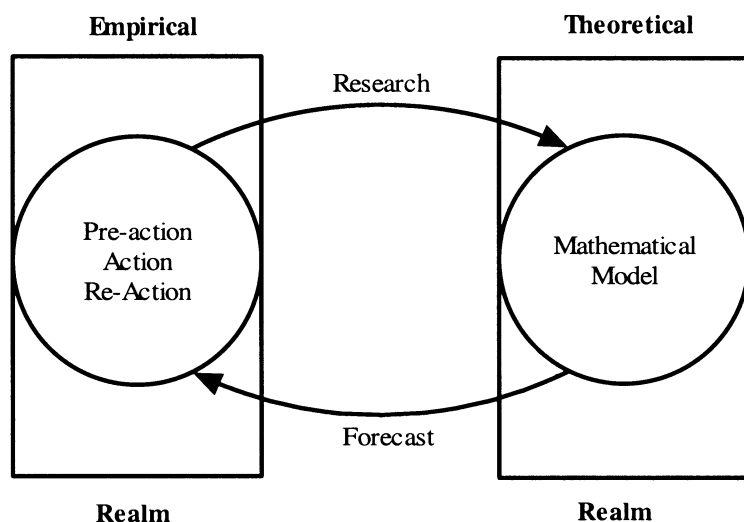 Empirical
Theoretical
Research
Pre-action
Action
Re-Action
Mathematical
Model
Forecast
Realm
Realm